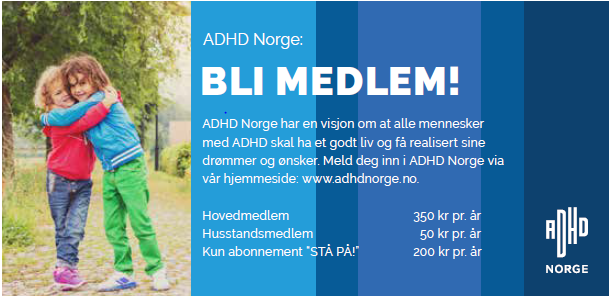 ADHD Norge:
BLI MEDLEM!
ADHD Norge har en visjon om at alle mennesker
med ADHD skal ha et godt liv og få realisert sine
drømmer og ønsker. Meld deg inn i ADHD Norge via
vår hjemmeside: www.adhdnorge.no.
Hovedmedlem 350 kr pr. år
Husstandsmedlem 50 kr pr. år
Kun abonnement "STÅ PÅ!" 200 kr pr. år
ADHD
NORGE